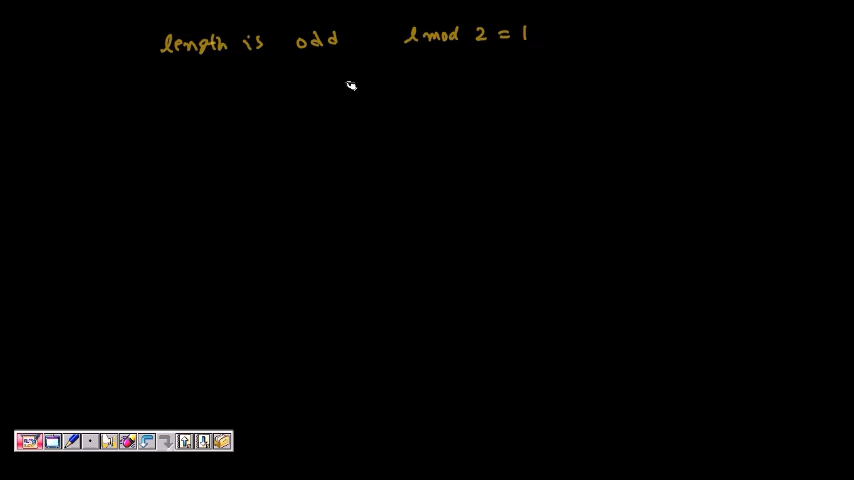 length is odd l mod 2 = 1